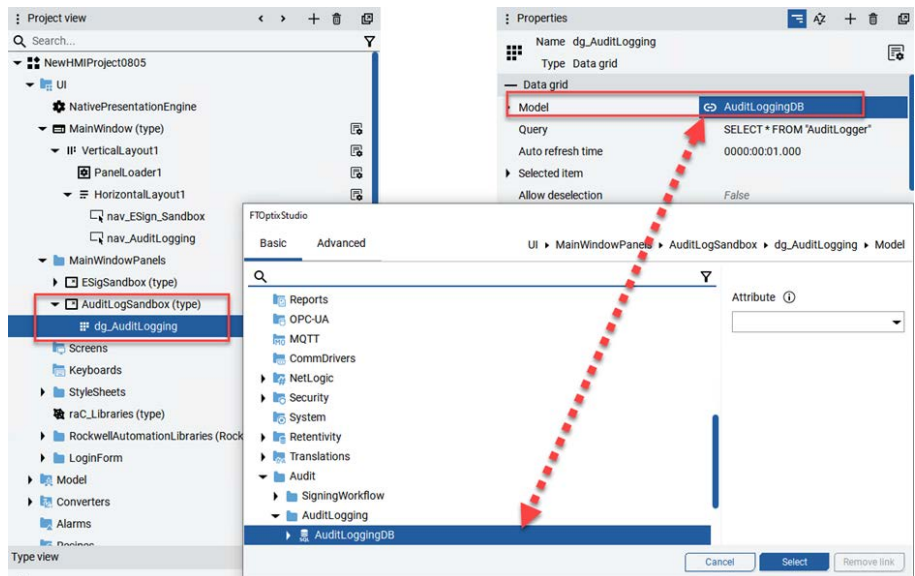 Project view
Search...
NewHMIProject0805
UI
NativePresentationEngine
MainWindow (type)
VerticalLayout1
PanelLoader1
HorizontalLayout1
nav_ESign_Sandbox
nav_AuditLogging
MainWindowPanels
ESigSandbox (type)
AuditLogSandbox (type)
dg_AuditLogging
Screens
Keyboards
StyleSheets
raC_Libraries (type)
RockwellAutomationLibraries (Rock
LoginForm
Model
Converters
Alarms
Type view
Properties
Name dg_AuditLogging
Type Data grid
Data grid
Model AuditLoggingDB
Query SELECT * FROM "AuditLogger"
Auto refresh time 0000:00:01.000
Selected item
Allow deselection False
FTOptixStudio
Basic Advanced
UI MainWindowPanels AuditLogSandbox dg_AuditLogging Model
Reports
OPC-UA
MQTT
CommDrivers
NetLogic
Security
System
Retentivity
Translations
Audit
SigningWorkflow
AuditLogging
AuditLoggingDB
Attribute
Cancel Select Remove link